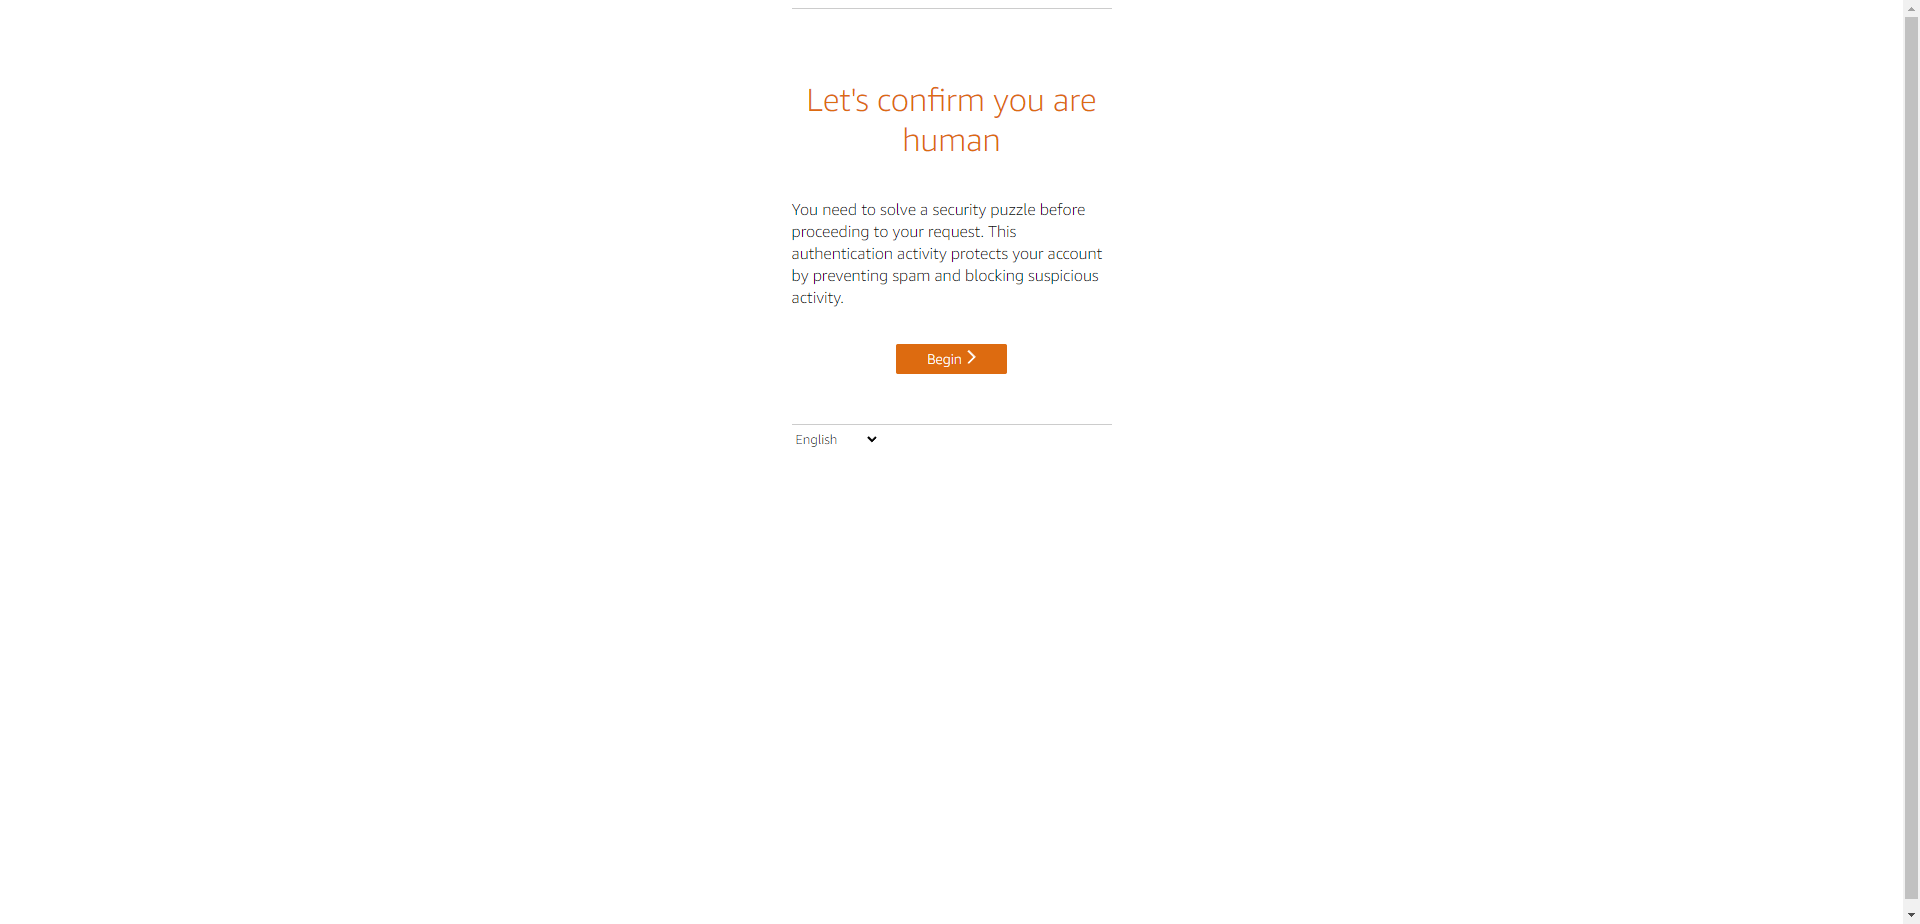 Let's confirm you are
human
You need to solve a security puzzle before
proceeding to your request. This
authentication activity protects your account
by preventing spam and blocking suspicious
activity.
Begin
English